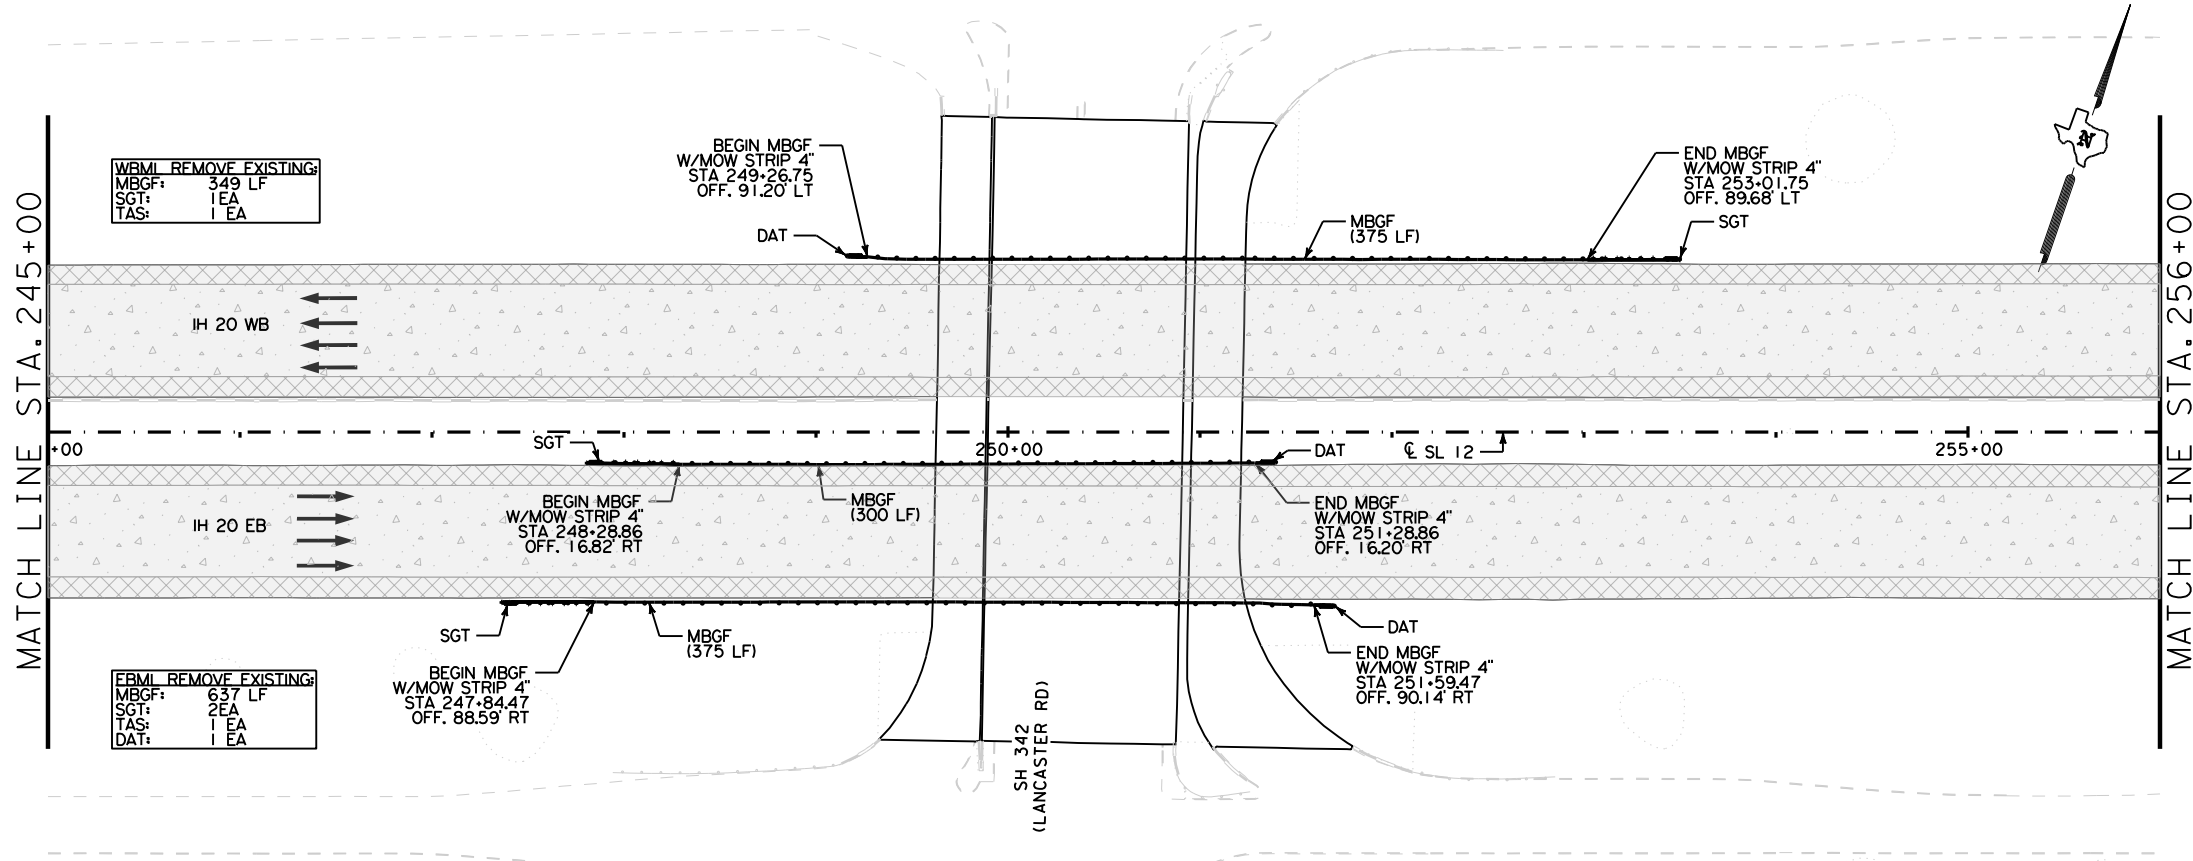 BEGIN MBGF
W/MOW STRIP 4"
STA 249+26.75
OFF. 91.20' LT
END MBGF
W/MOW STRIP 4"
STA 253+01.75
OFF. 89.68' LT
N
WBML REMOVE EXISTING:
MBGF: 349 LF
SGT: 1EA
TAS: 1 EA
DAT
MBGF
(375 LF)
SGT
MATCH LINE STA. 245+00
MATCH LINE STA. 256+00
IH 20 WB
+00
SGT
250+00
DAT
℄ SL 12
255+00
BEGIN MBGF
W/MOW STRIP 4"
STA 248+28.86
OFF. 16.82' RT
MBGF
(300 LF)
END MBGF
W/MOW STRIP 4"
STA 251+28.86
OFF. 16.20' RT
IH 20 EB
SGT
MBGF
(375 LF)
DAT
BEGIN MBGF
W/MOW STRIP 4"
STA 247+84.47
OFF. 88.59' RT
END MBGF
W/MOW STRIP 4"
STA 251+59.47
OFF. 90.14' RT
EBML REMOVE EXISTING:
MBGF: 637 LF
SGT: 2EA
TAS: 1 EA
DAT: 1 EA
SH 342
(LANCASTER RD)